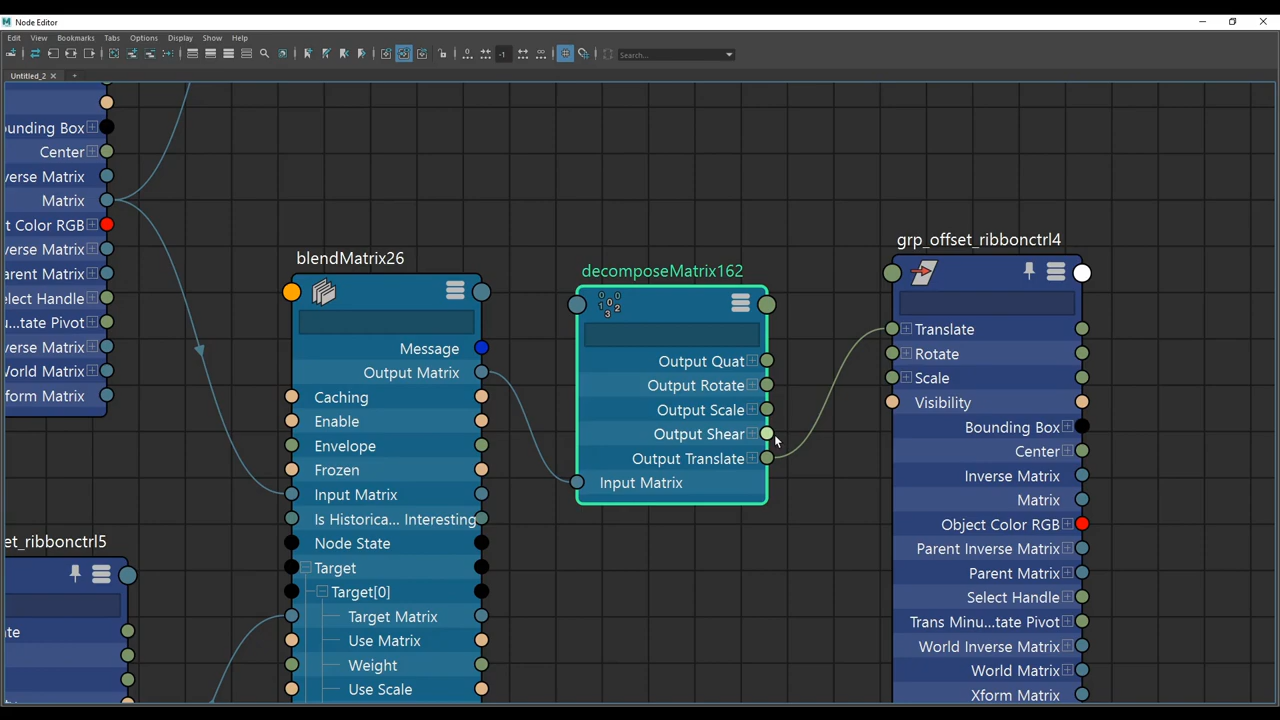 Node Editor
Edit View Bookmarks Tabs Options Display Show Help
-1
Search...
Untitled_2
ounding Box
Center
verse Matrix
Matrix
t Color RGB
verse Matrix
arent Matrix
elect Handle
...tate Pivot
verse Matrix
World Matrix
form Matrix
et_ribbonctrl5
ate
blendMatrix26
Message
Output Matrix
Caching
Enable
Envelope
Frozen
Input Matrix
Is Historica... Interesting
Node State
Target
Target[0]
Target Matrix
Use Matrix
Weight
Use Scale
decomposeMatrix162
Output Quat
Output Rotate
Output Scale
Output Shear
Output Translate
Input Matrix
grp_offset_ribbonctrl4
Translate
Rotate
Scale
Visibility
Bounding Box
Center
Inverse Matrix
Matrix
Object Color RGB
Parent Inverse Matrix
Parent Matrix
Select Handle
Trans Minu...tate Pivot
World Inverse Matrix
World Matrix
Xform Matrix